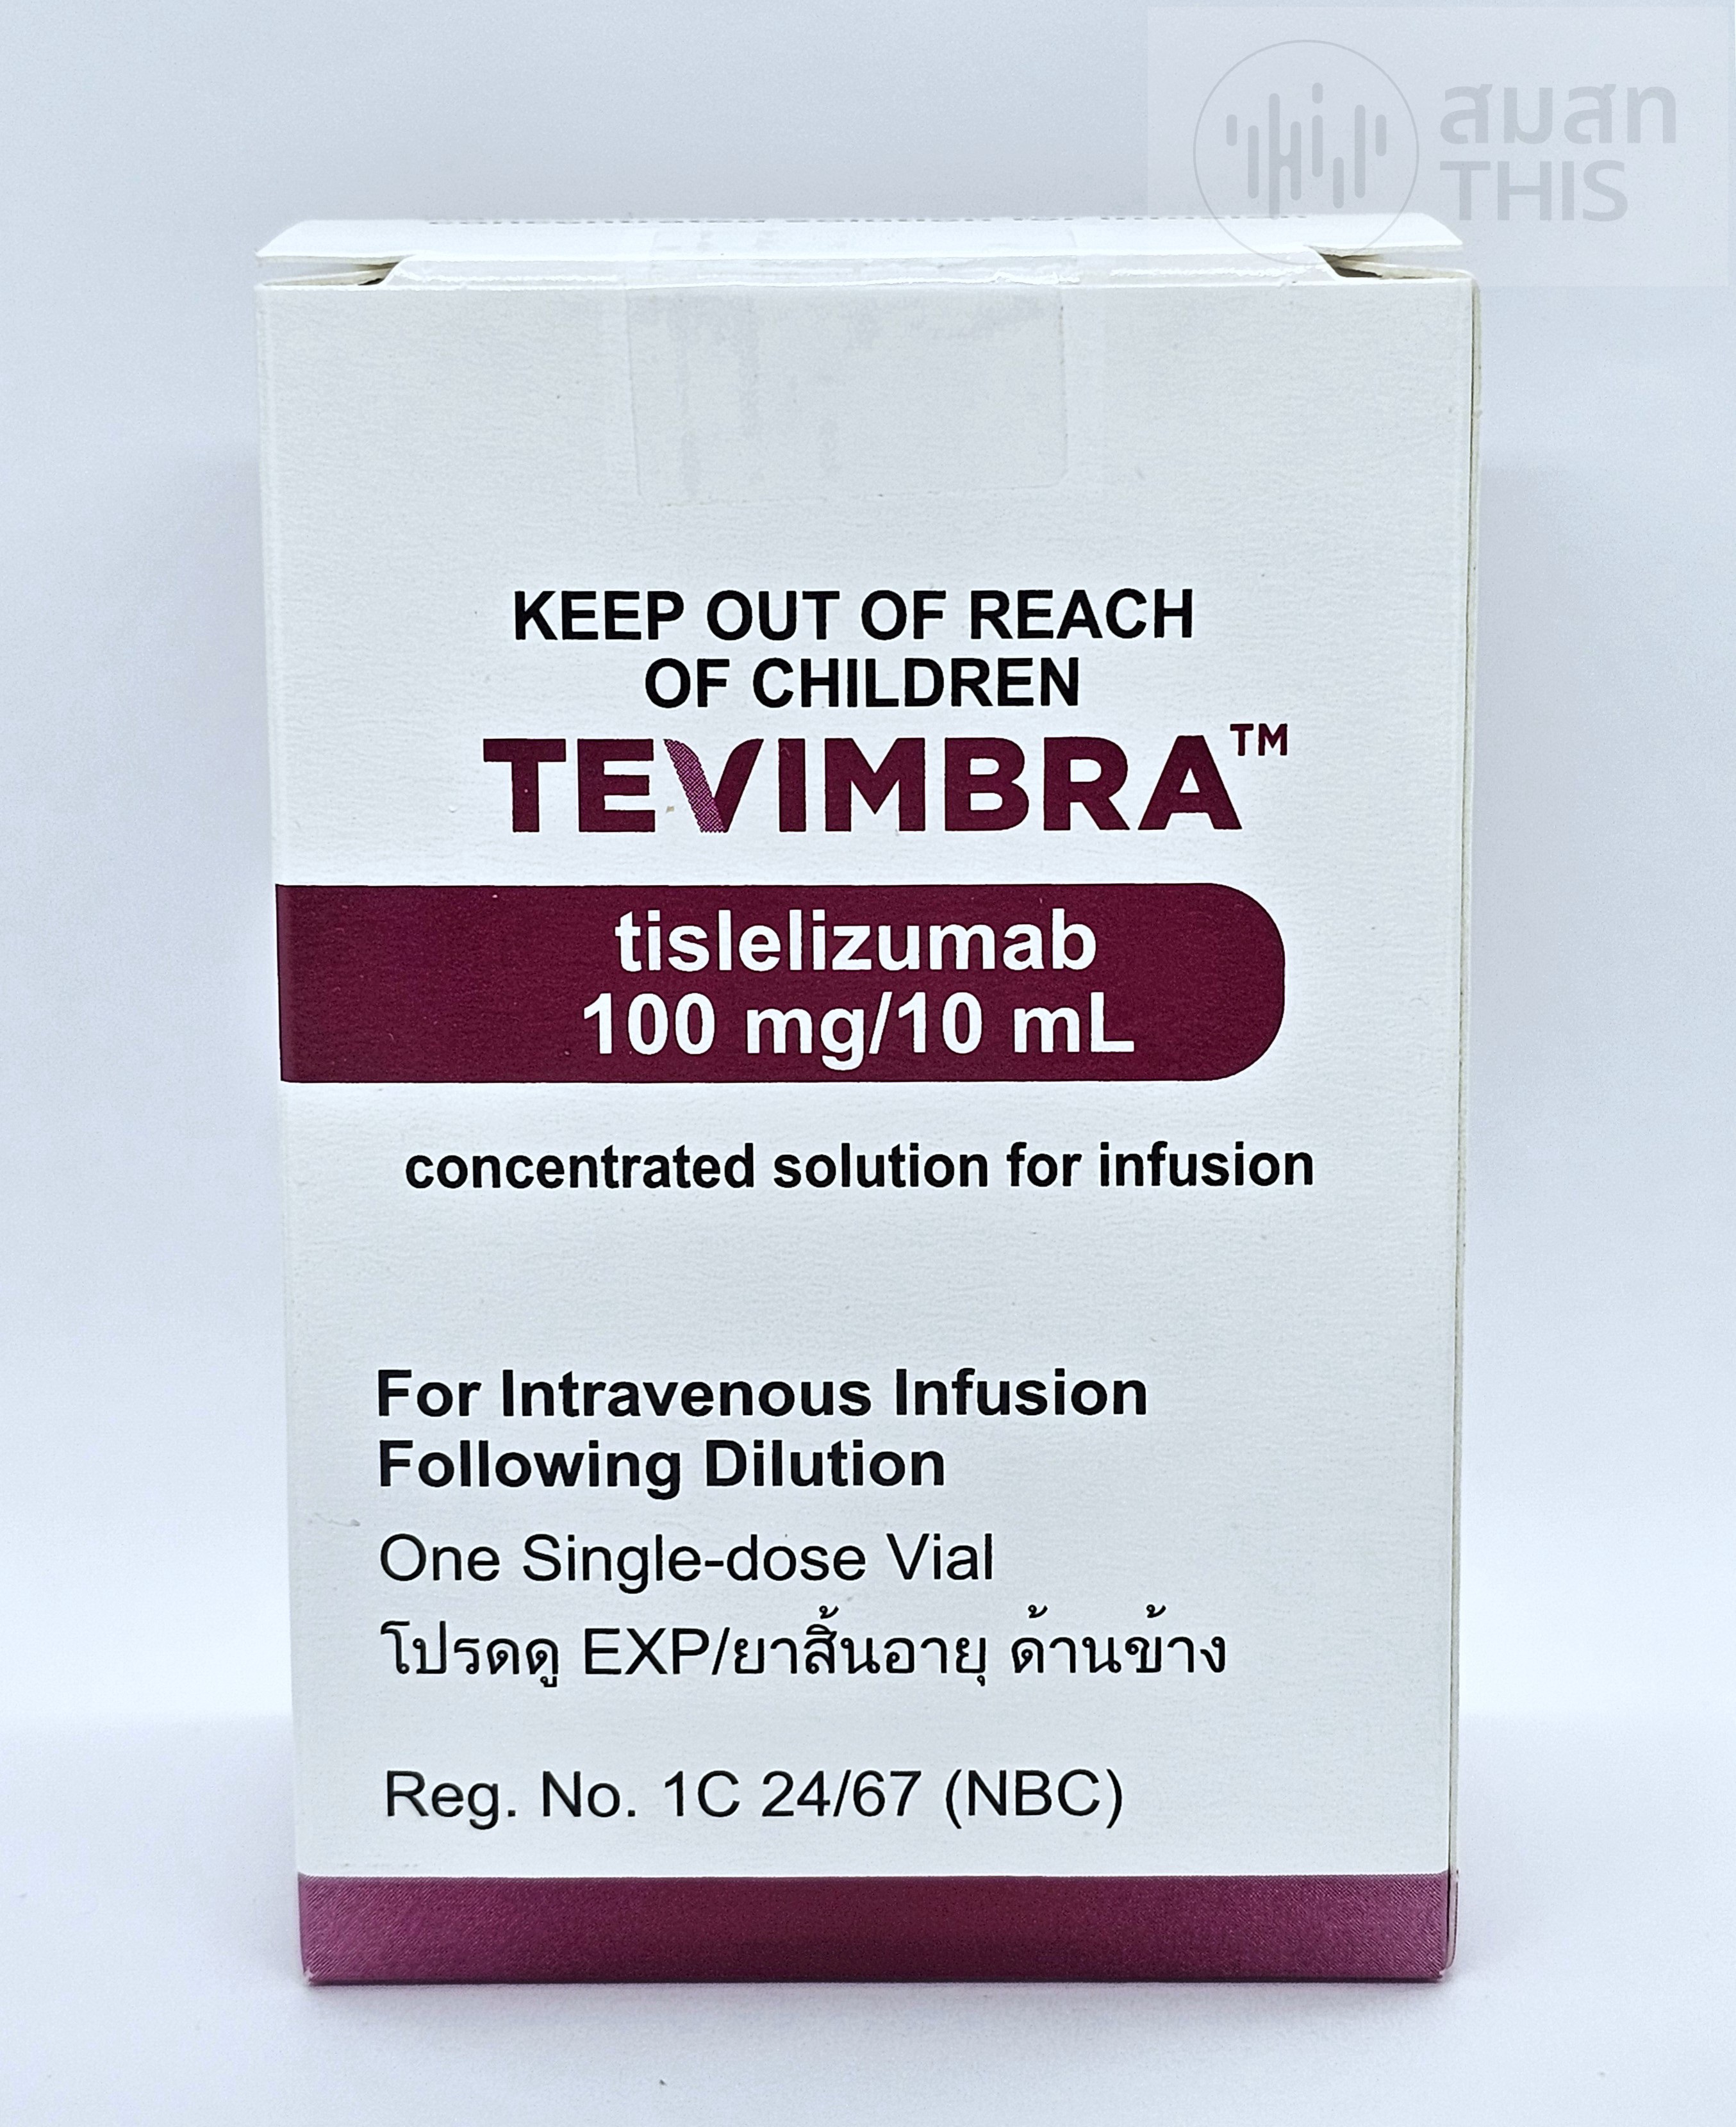 สมสท
THIS
KEEP OUT OF REACH
OF CHILDREN
TEVIMBRA™
tislelizumab
100 mg/10 mL
concentrated solution for infusion
For Intravenous Infusion
Following Dilution
One Single-dose Vial
โปรดดู EXP/ยาสิ้นอายุ ด้านข้าง
Reg. No. 1C 24/67 (NBC)